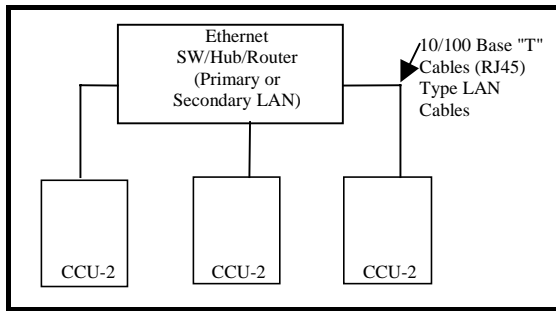 Ethernet
SW/Hub/Router
(Primary or
Secondary LAN)
10/100 Base "T"
Cables (RJ45)
Type LAN
Cables
CCU-2
CCU-2
CCU-2